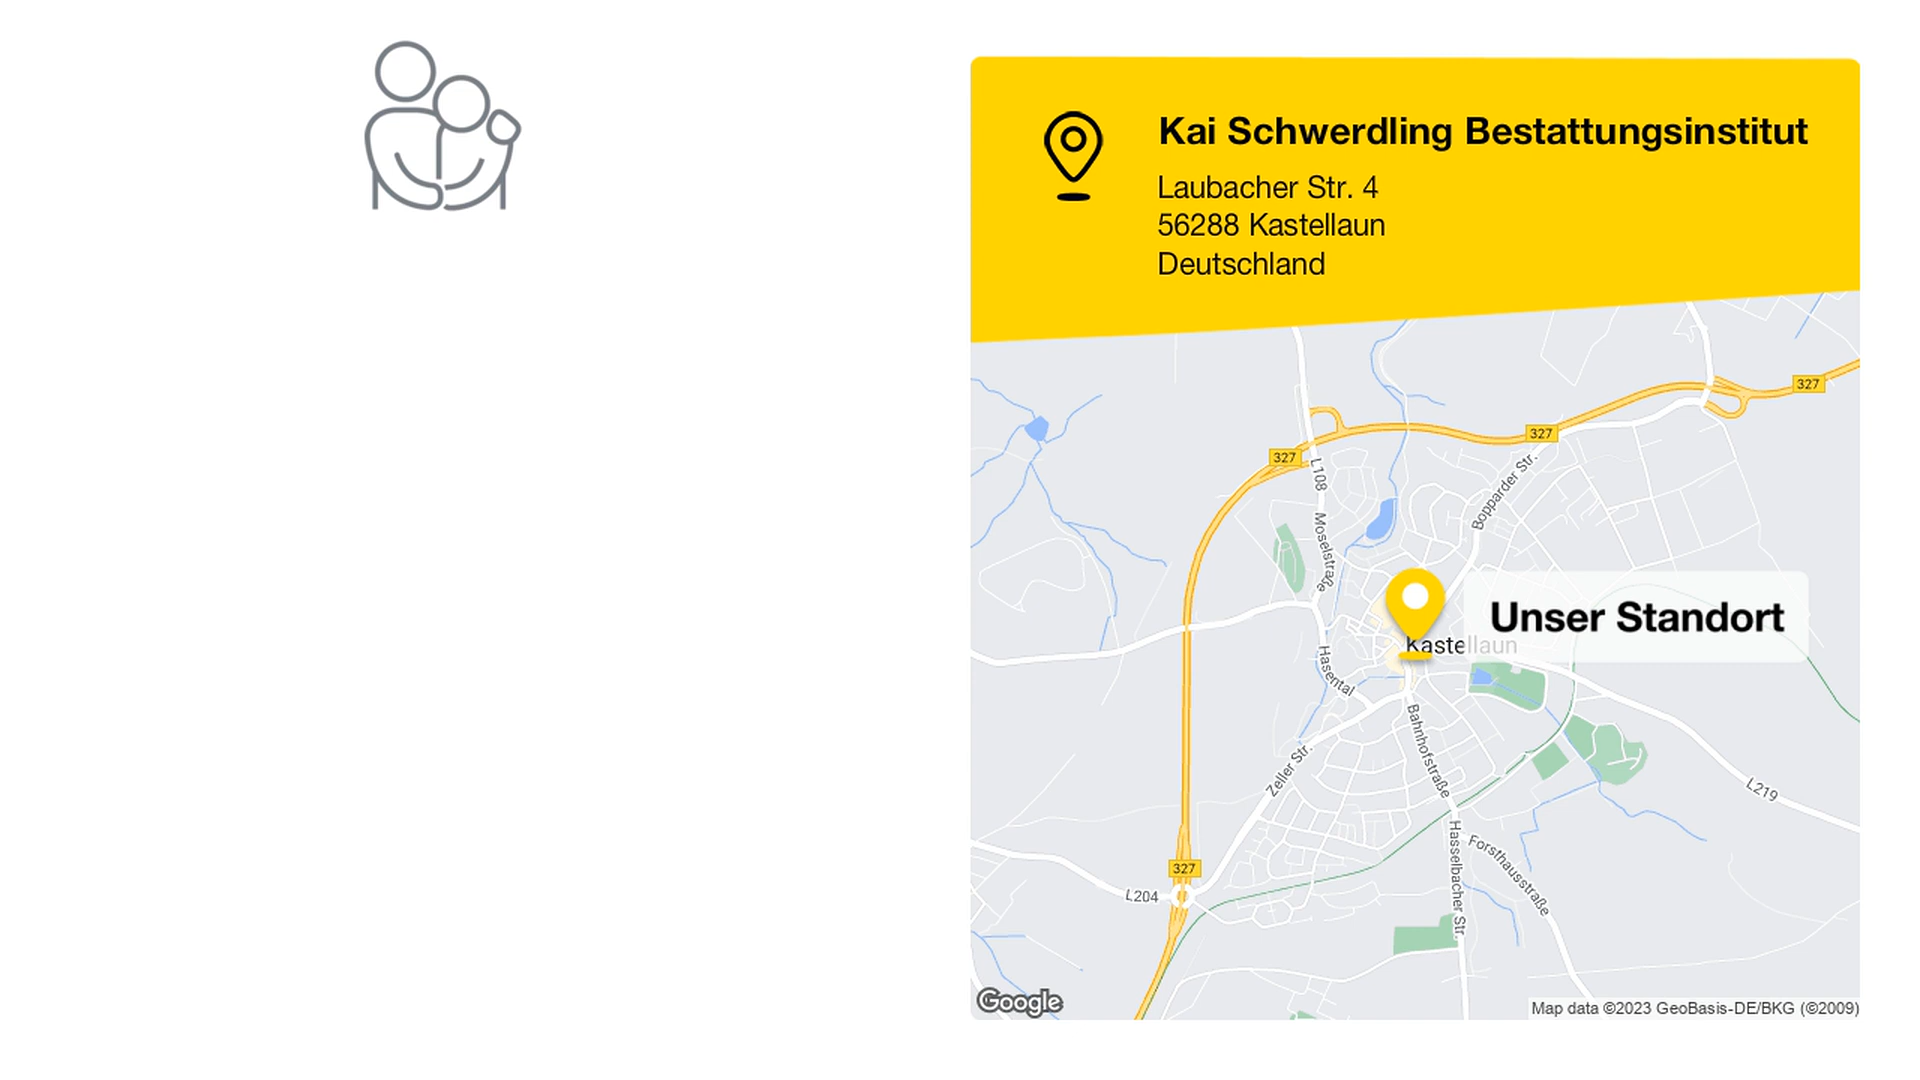 Kai Schwerdling Bestattungsinstitut
Laubacher Str. 4
56288 Kastellaun
Deutschland
327
327
327
L108
Bopparder Str.
Moselstraße
Unser Standort
Kastellaun
Hasental
Bahnhofstraße
Zeller Str.
L219
327
L204
Hasselbacher Str.
Forsthausstraße
Google
Map data ©2023 GeoBasis-DE/BKG (©2009)